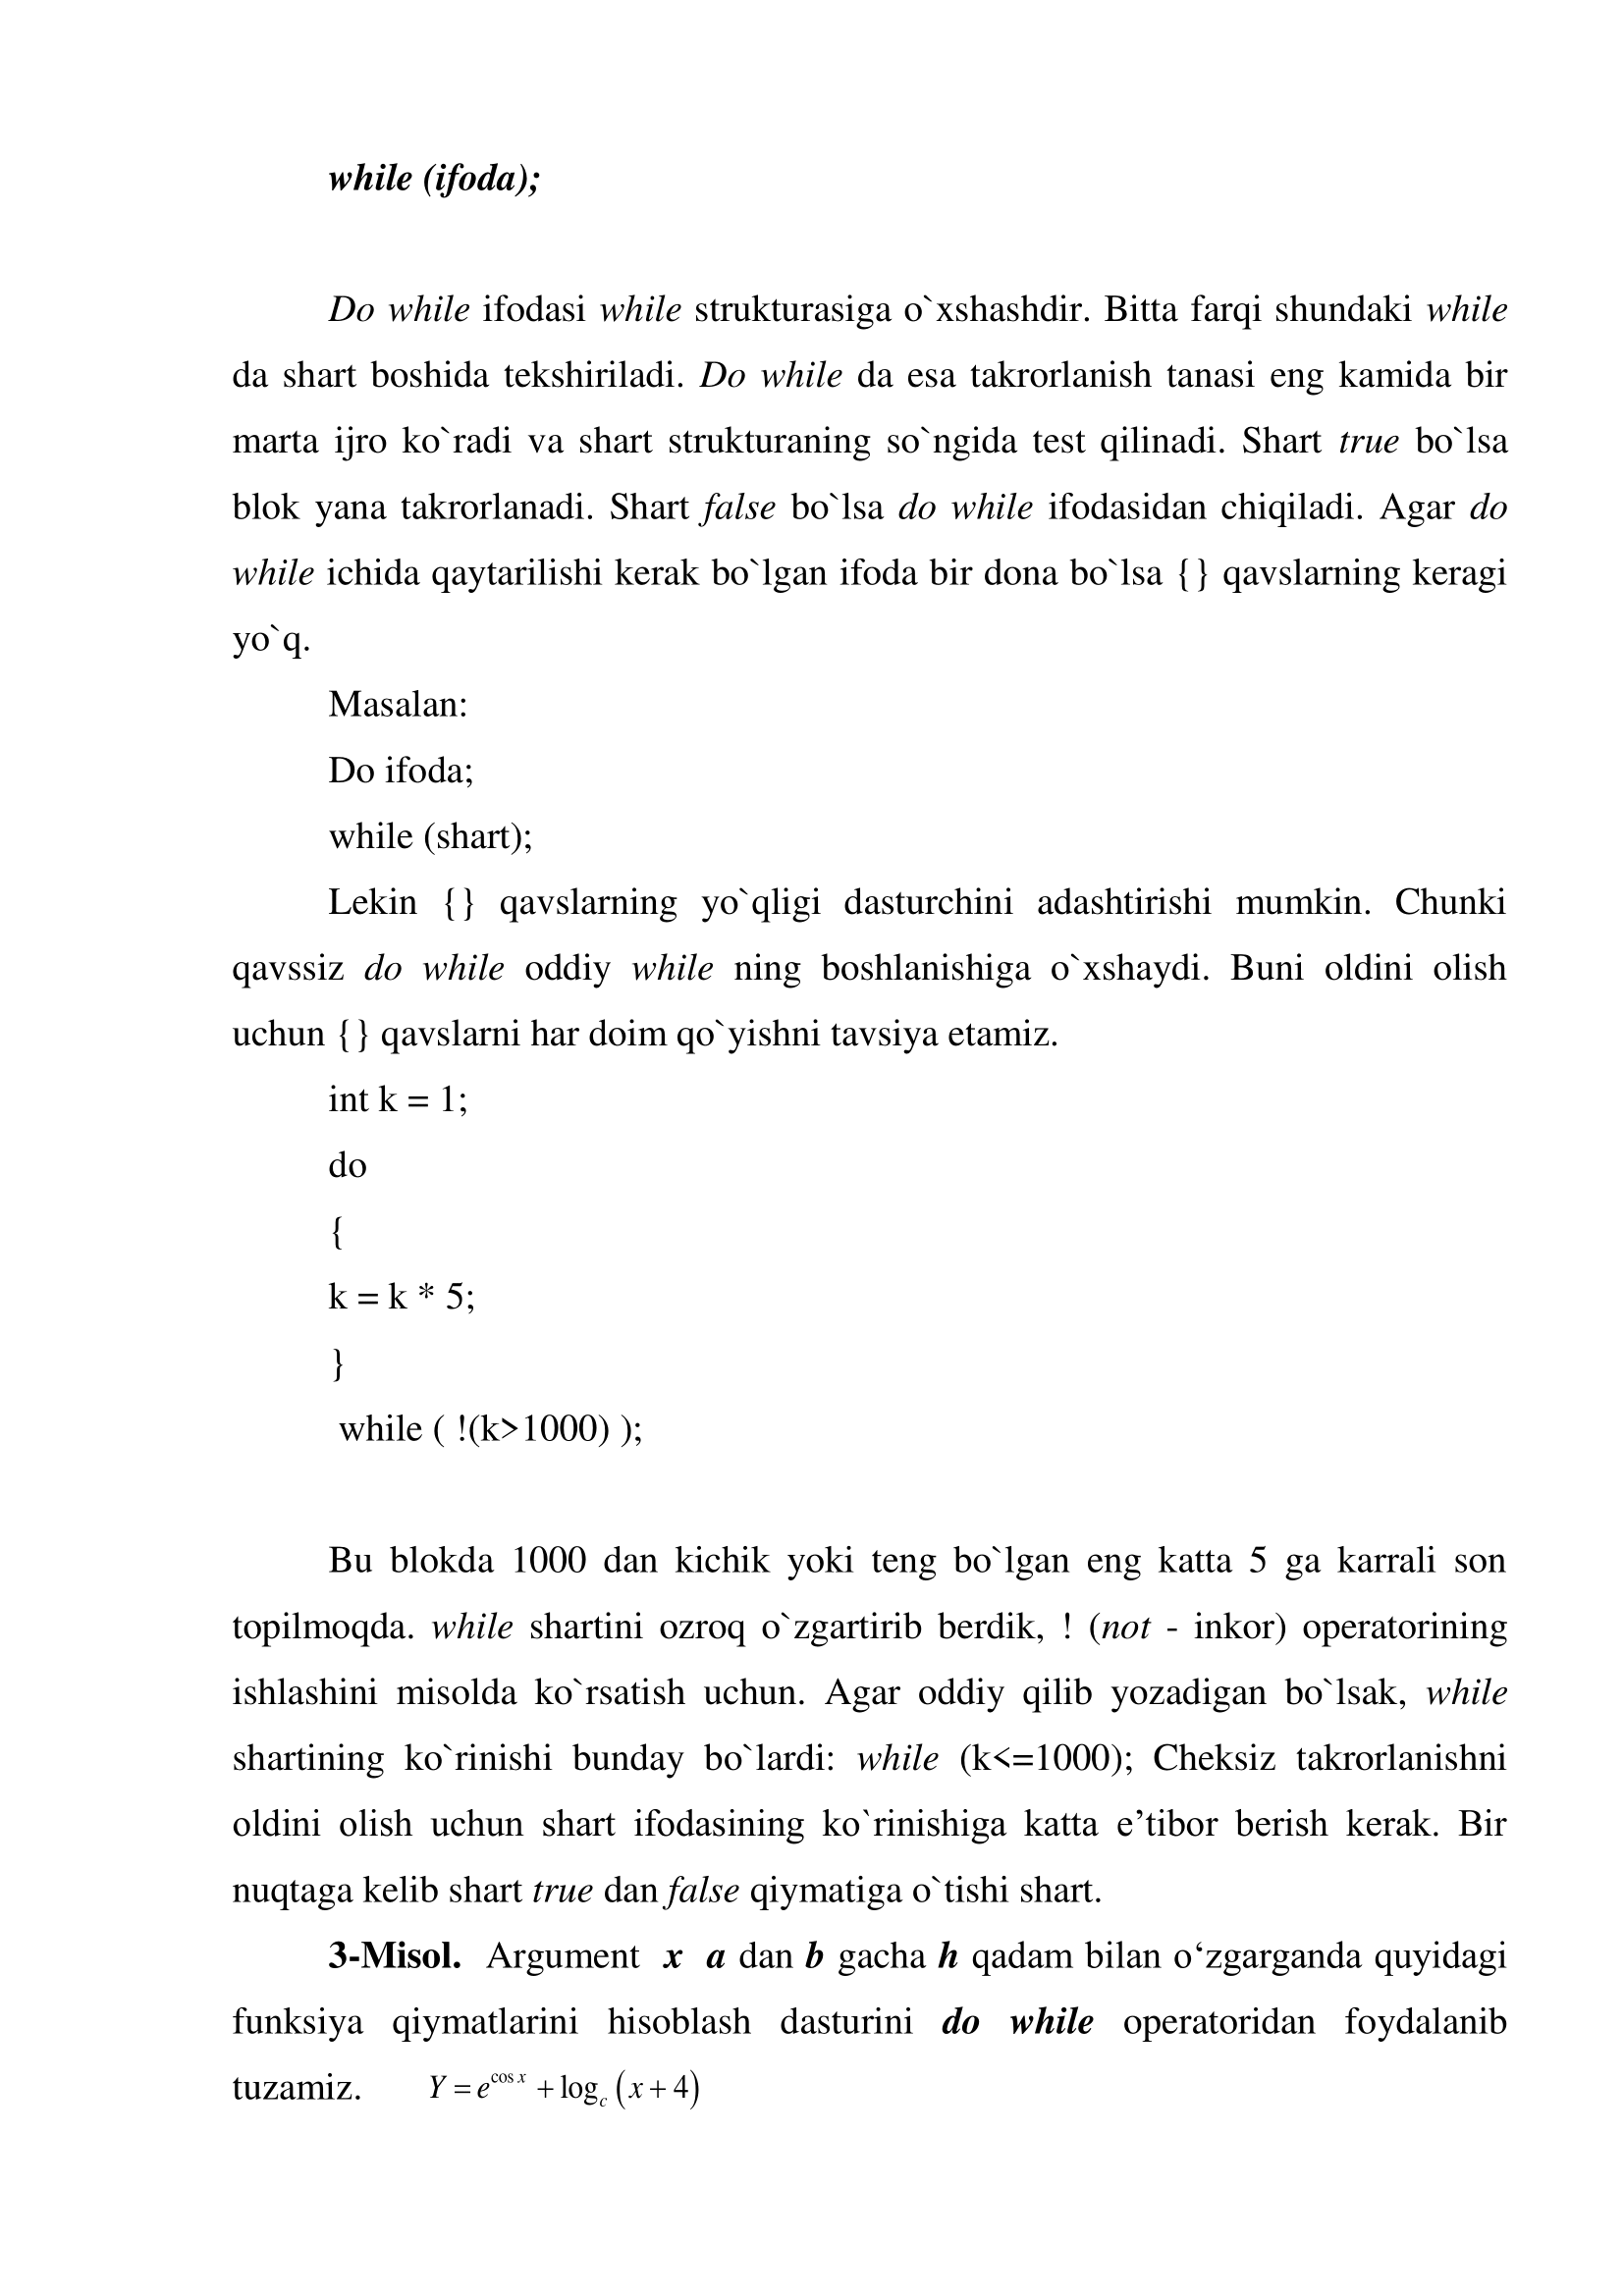 while (ifoda);
Do while ifodasi while strukturasiga o`xshashdir. Bitta farqi shundaki while
da shart boshida tekshiriladi. Do while da esa takrorlanish tanasi eng kamida bir
marta ijro ko`radi va shart strukturaning so`ngida test qilinadi. Shart true bo`lsa
blok yana takrorlanadi. Shart false bo`lsa do while ifodasidan chiqiladi. Agar do
while ichida qaytarilishi kerak bo`lgan ifoda bir dona bo`lsa {} qavslarning keragi
yo`q.
Masalan:
Do ifoda;
while (shart);
Lekin {} qavslarning yo`qligi dasturchini adashtirishi mumkin. Chunki
qavssiz do while oddiy while ning boshlanishiga o`xshaydi. Buni oldini olish
uchun {} qavslarni har doim qo`yishni tavsiya etamiz.
int k = 1;
do
{
k = k * 5;
}
while ( !(k>1000) );
Bu blokda 1000 dan kichik yoki teng bo`lgan eng katta 5 ga karrali son
topilmoqda. while shartini ozroq o`zgartirib berdik, ! (not - inkor) operatorining
ishlashini misolda ko`rsatish uchun. Agar oddiy qilib yozadigan bo`lsak, while
shartining ko`rinishi bunday bo`lardi: while (k<=1000); Cheksiz takrorlanishni
oldini olish uchun shart ifodasining ko`rinishiga katta e’tibor berish kerak. Bir
nuqtaga kelib shart true dan false qiymatiga o`tishi shart.
3-Misol. Argument x a dan b gacha h qadam bilan o‘zgarganda quyidagi
funksiya qiymatlarini hisoblash dasturini do while operatoridan foydalanib
tuzamiz. Y = e^{cos x} + log_c (x + 4)